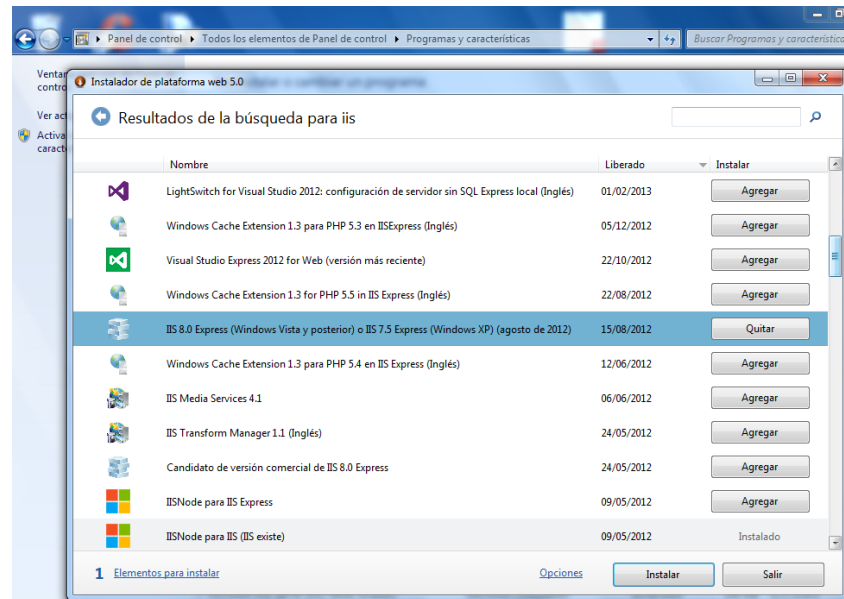 Panel de control ▸ Todos los elementos de Panel de control ▸ Programas y características
Buscar Programas y característica
Instalador de plataforma web 5.0
Resultados de la búsqueda para iis
Nombre Liberado Instalar
LightSwitch for Visual Studio 2012: configuración de servidor sin SQL Express local (Inglés) 01/02/2013 Agregar
Windows Cache Extension 1.3 para PHP 5.3 en IISExpress (Inglés) 05/12/2012 Agregar
Visual Studio Express 2012 for Web (versión más reciente) 22/10/2012 Agregar
Windows Cache Extension 1.3 for PHP 5.5 in IIS Express (Inglés) 22/08/2012 Agregar
IIS 8.0 Express (Windows Vista y posterior) o IIS 7.5 Express (Windows XP) (agosto de 2012) 15/08/2012 Quitar
Windows Cache Extension 1.3 para PHP 5.4 en IIS Express (Inglés) 12/06/2012 Agregar
IIS Media Services 4.1 06/06/2012 Agregar
IIS Transform Manager 1.1 (Inglés) 24/05/2012 Agregar
Candidato de versión comercial de IIS 8.0 Express 24/05/2012 Agregar
IISNode para IIS Express 09/05/2012 Agregar
IISNode para IIS (IIS existe) 09/05/2012 Instalado
1 Elementos para instalar Opciones Instalar Salir